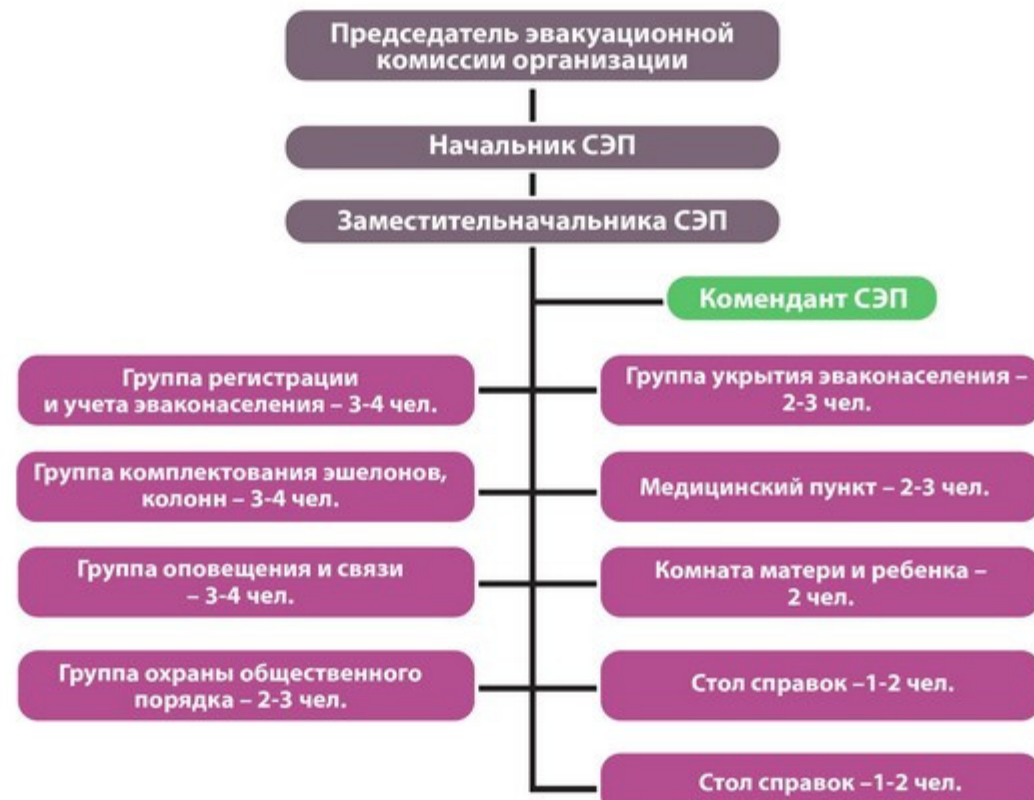 Председатель эвакуационной
комиссии организации
Начальник СЭП
Заместительначальника СЭП
Комендант СЭП
Группа регистрации
и учета эваконаселения – 3-4 чел.
Группа укрытия эваконаселения –
2-3 чел.
Группа комплектования эшелонов,
колонн – 3-4 чел.
Медицинский пункт – 2-3 чел.
Группа оповещения и связи
– 3-4 чел.
Комната матери и ребенка –
2 чел.
Группа охраны общественного
порядка – 2-3 чел.
Стол справок –1-2 чел.
Стол справок –1-2 чел.